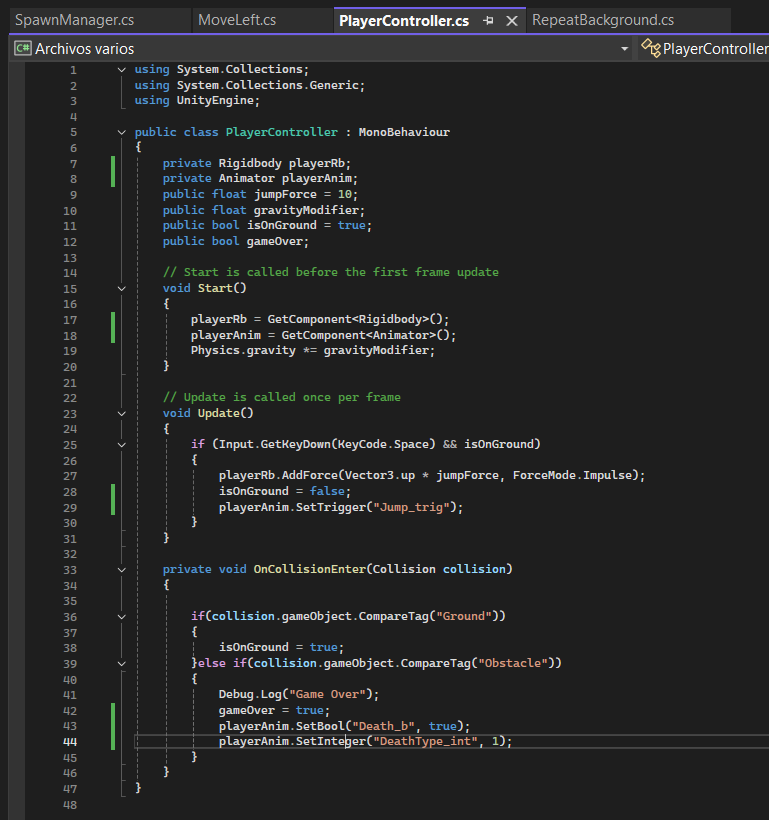 SpawnManager.cs MoveLeft.cs PlayerController.cs RepeatBackground.cs
C# Archivos varios PlayerController
1 using System.Collections;
2 using System.Collections.Generic;
3 using UnityEngine;
4
5 public class PlayerController : MonoBehaviour
6 {
7 private Rigidbody playerRb;
8 private Animator playerAnim;
9 public float jumpForce = 10;
10 public float gravityModifier;
11 public bool isOnGround = true;
12 public bool gameOver;
13
14 // Start is called before the first frame update
15 void Start()
16 {
17 playerRb = GetComponent<Rigidbody>();
18 playerAnim = GetComponent<Animator>();
19 Physics.gravity *= gravityModifier;
20 }
21
22 // Update is called once per frame
23 void Update()
24 {
25 if (Input.GetKeyDown(KeyCode.Space) && isOnGround)
26 {
27 playerRb.AddForce(Vector3.up * jumpForce, ForceMode.Impulse);
28 isOnGround = false;
29 playerAnim.SetTrigger("Jump_trig");
30 }
31 }
32
33 private void OnCollisionEnter(Collision collision)
34 {
35
36 if(collision.gameObject.CompareTag("Ground"))
37 {
38 isOnGround = true;
39 }else if(collision.gameObject.CompareTag("Obstacle"))
40 {
41 Debug.Log("Game Over");
42 gameOver = true;
43 playerAnim.SetBool("Death_b", true);
44 playerAnim.SetInteger("DeathType_int", 1);
45 }
46 }
47 }
48